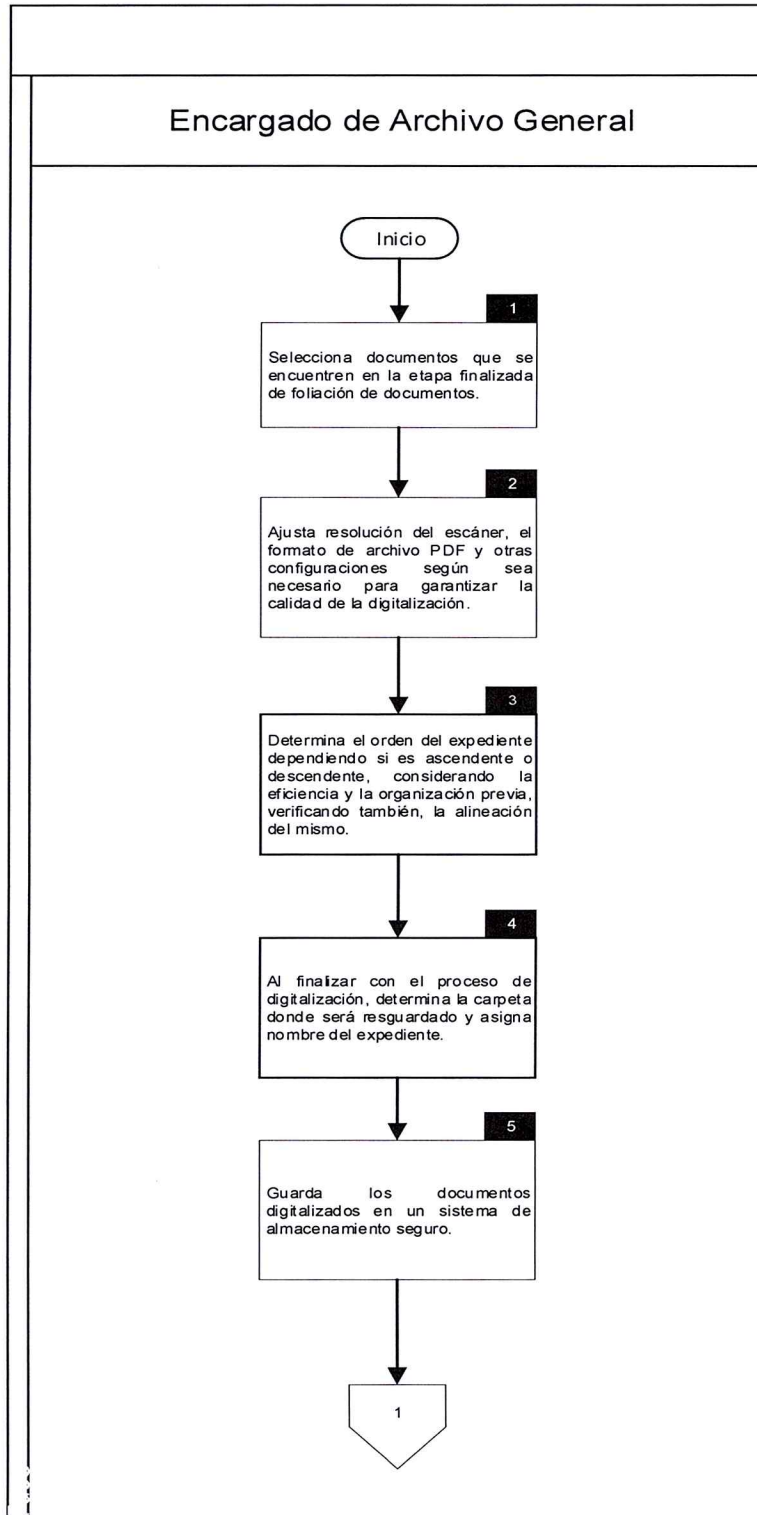 Encargado de Archivo General
Inicio
1
Selecciona documentos que se
encuentren en la etapa finalizada
de foliación de documentos.
2
Ajusta resolución del escáner, el
formato de archivo PDF y otras
configuraciones según sea
necesario para garantizar la
calidad de la digitalización.
3
Determina el orden del expediente
dependiendo si es ascendente o
descendente, considerando la
eficiencia y la organización previa,
verificando también, la alineación
del mismo.
4
Al finalizar con el proceso de
digitalización, determina la carpeta
donde será resguardado y asigna
nombre del expediente.
5
Guarda los documentos
digitalizados en un sistema de
almacenamiento seguro.
1